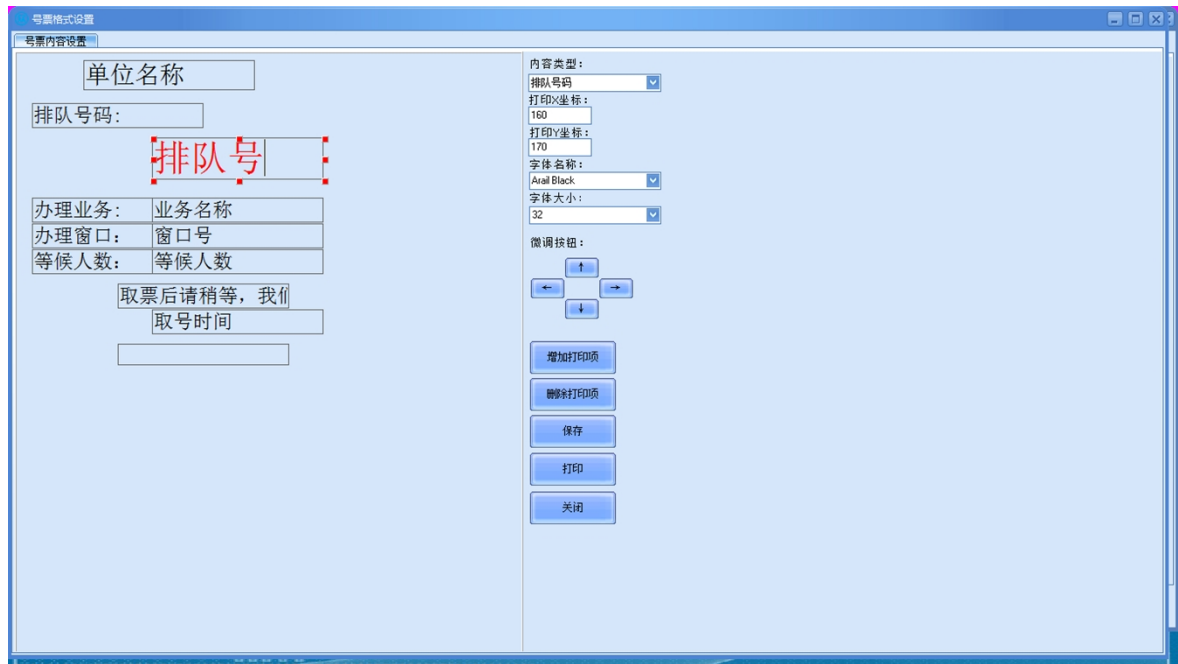 号票格式设置
号票内容设置
单位名称
排队号码:
排队号
办理业务: 业务名称
办理窗口: 窗口号
等候人数: 等候人数
取票后请稍等，我们
取号时间
内容类型:
排队号码
打印X坐标:
160
打印Y坐标:
170
字体名称:
Arail Black
字体大小:
32
微调按钮:
↑
← →
↓
增加打印项
删除打印项
保存
打印
关闭